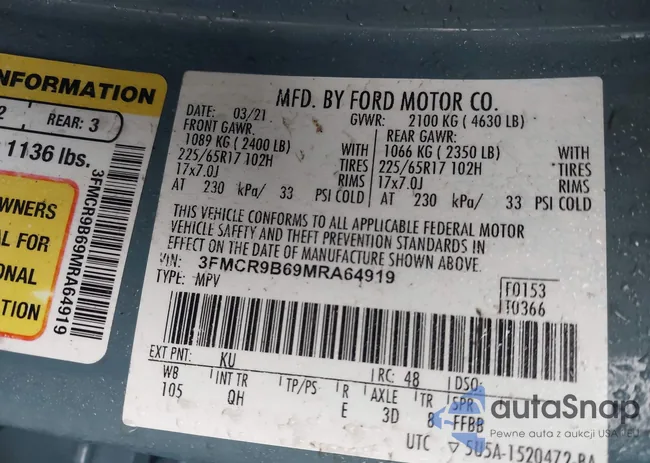 INFORMATION
2
REAR: 3
1136 lbs.
OWNERS
AL FOR
ONAL
ION
3FMCR9B69MRA64919
MFD. BY FORD MOTOR CO.
DATE: 03/21
GVWR: 2100 KG ( 4630 LB)
FRONT GAWR:
1089 KG ( 2400 LB)
WITH
225/65R17 102H
TIRES
17x7.0J
RIMS
AT 230 kPa/ 33 PSI COLD
REAR GAWR:
1066 KG ( 2350 LB)
WITH
225/65R17 102H
TIRES
17x7.0J
RIMS
AT 230 kPa/ 33 PSI COLD
THIS VEHICLE CONFORMS TO ALL APPLICABLE FEDERAL MOTOR
VEHICLE SAFETY AND THEFT PREVENTION STANDARDS IN
EFFECT ON THE DATE OF MANUFACTURE SHOWN ABOVE.
VIN: 3FMCR9B69MRA64919
TYPE: MPV
F0153
T0366
EXT PNT: KU
RC: 48
DSO:
WB
INT TR
TP/PS
R
AXLE
TR
SPR
105
QH
E
3D
8
FFBB
UTC
▽ 5U5A-1520472-BA
autaSnap
Pewne auta z aukcji USA i EU